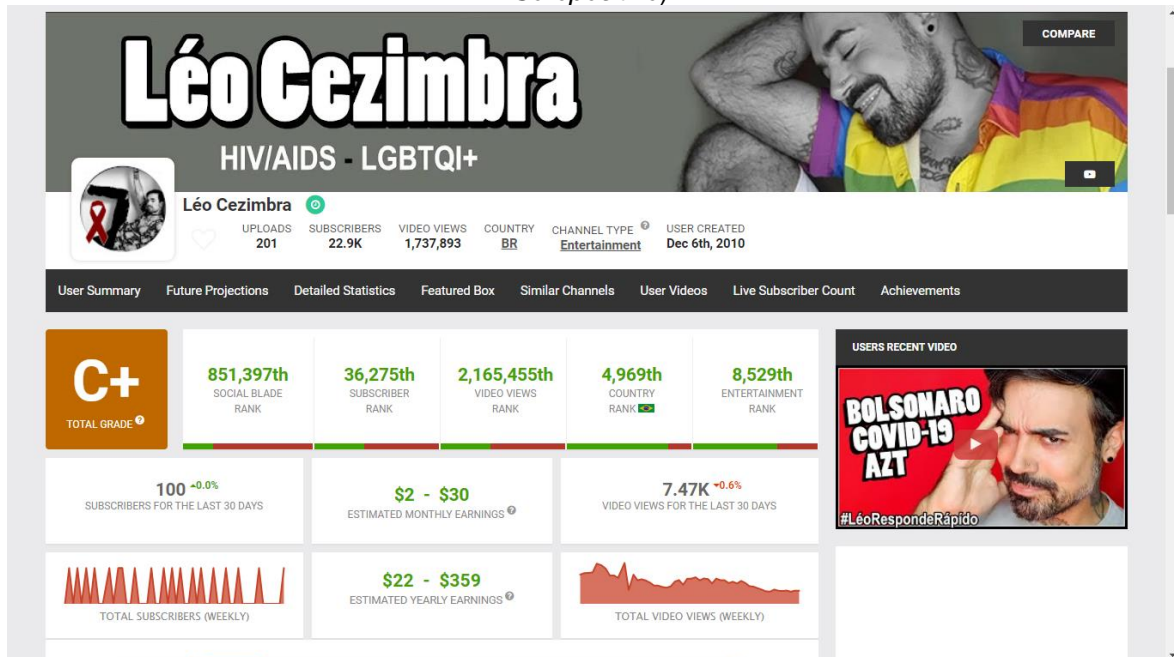 COMPARE
Léo Cezimbra
HIV/AIDS - LGBTQI+
Léo Cezimbra
UPLOADS
201
SUBSCRIBERS
22.9K
VIDEO VIEWS
1,737,893
COUNTRY
BR
CHANNEL TYPE
Entertainment
USER CREATED
Dec 6th, 2010
User Summary Future Projections Detailed Statistics Featured Box Similar Channels User Videos Live Subscriber Count Achievements
C+
TOTAL GRADE
851,397th
SOCIAL BLADE
RANK
36,275th
SUBSCRIBER
RANK
2,165,455th
VIDEO VIEWS
RANK
4,969th
COUNTRY
RANK
8,529th
ENTERTAINMENT
RANK
100 0.0%
SUBSCRIBERS FOR THE LAST 30 DAYS
$2 - $30
ESTIMATED MONTHLY EARNINGS
7.47K 0.6%
VIDEO VIEWS FOR THE LAST 30 DAYS
TOTAL SUBSCRIBERS (WEEKLY)
$22 - $359
ESTIMATED YEARLY EARNINGS
TOTAL VIDEO VIEWS (WEEKLY)
USERS RECENT VIDEO
BOLSONARO
COVID-19
AZT
#LéoRespondeRápido